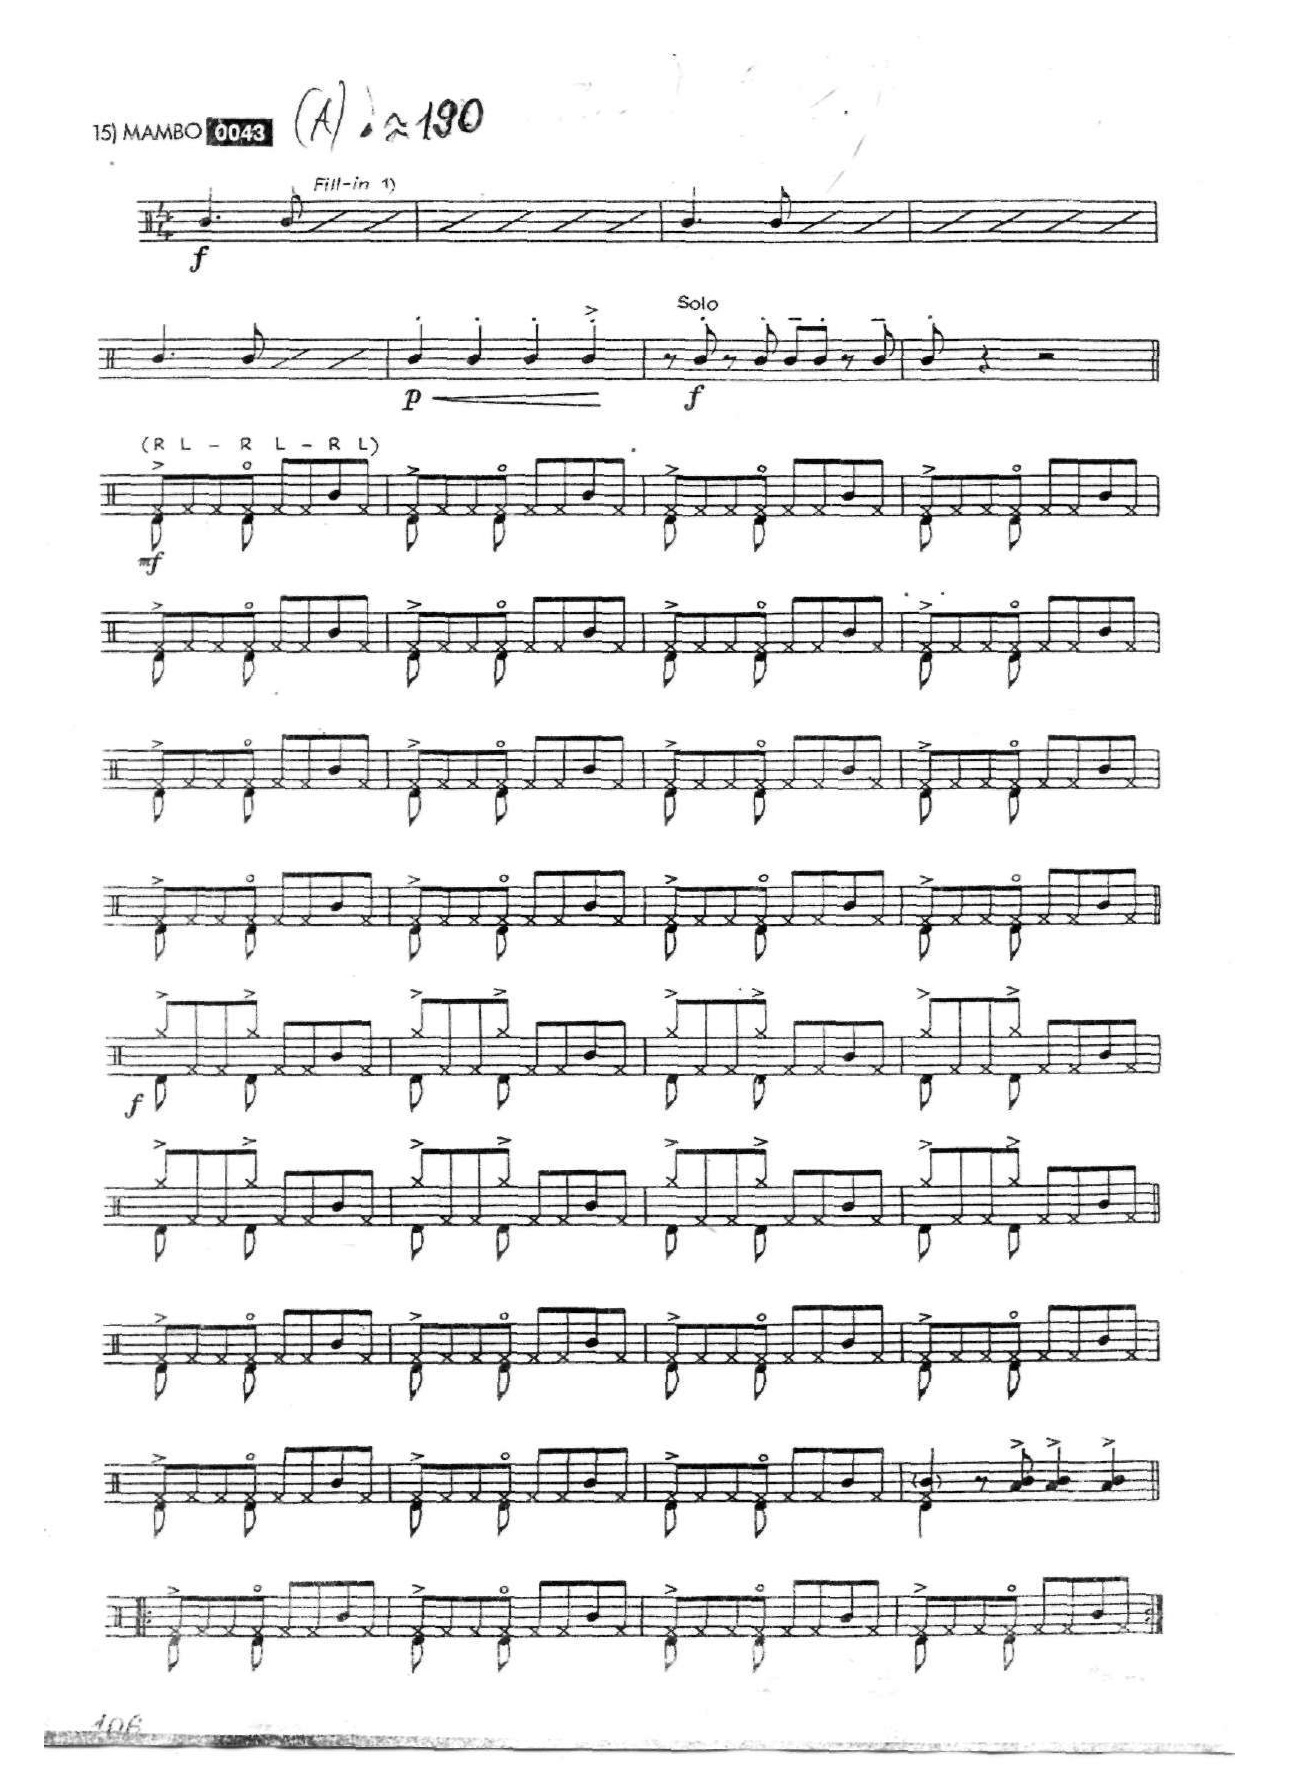 15) MAMBO 0043 (A) ♩ ≈ 190
Fill-in 1)
f
Solo
p f
(R L - R L - R L)
mf
f
106